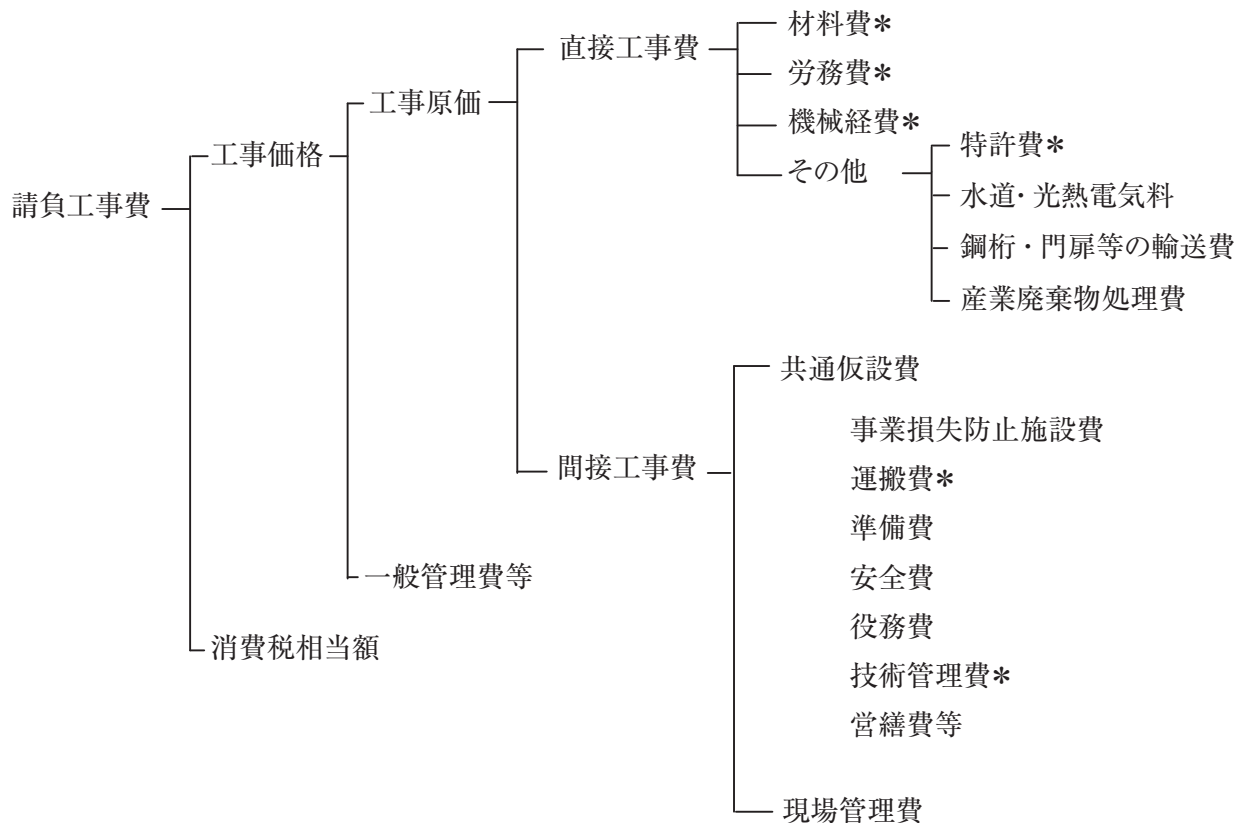 請負工事費
工事価格
工事原価
直接工事費
材料費＊
労務費＊
機械経費＊
その他
特許費＊
水道・光熱電気料
鋼桁・門扉等の輸送費
産業廃棄物処理費
間接工事費
共通仮設費
事業損失防止施設費
運搬費＊
準備費
安全費
役務費
技術管理費＊
営繕費等
現場管理費
一般管理費等
消費税相当額